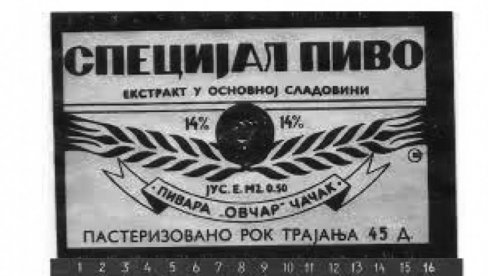 СПЕЦИЈАЛ ПИВО
ЕКСТРАКТ У ОСНОВНОЈ СЛАДОВИНИ
14% 14%
ЈУС. Е. М2. 0.50
ПИВАРА „ОВЧАР" ЧАЧАК
ПАСТЕРИЗОВАНО РОК ТРАЈАЊА 45 Д.
1 2 3 4 5 6 7 8 9 10 11 12 13 14 15 16